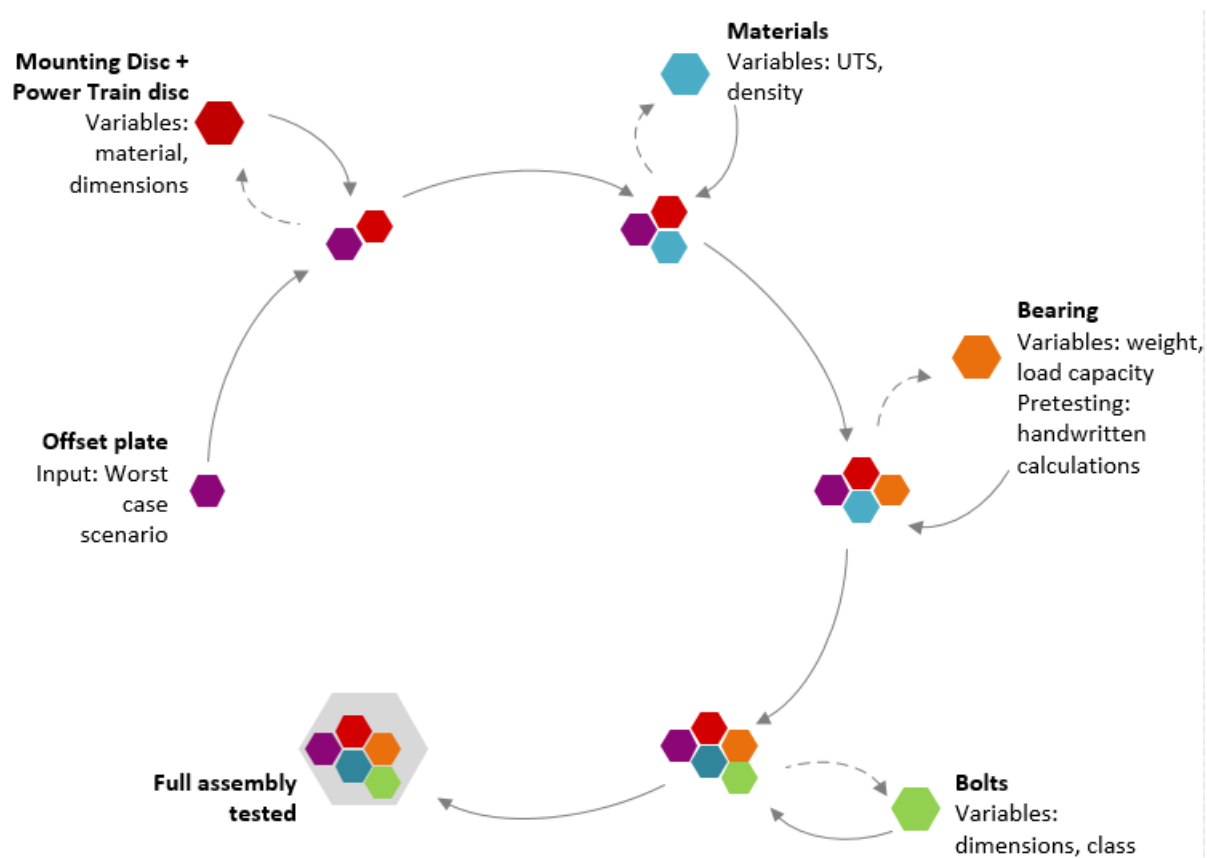 Mounting Disc +
Power Train disc
Variables:
material,
dimensions
Materials
Variables: UTS,
density
Bearing
Variables: weight,
load capacity
Pretesting:
handwritten
calculations
Offset plate
Input: Worst
case
scenario
Full assembly
tested
Bolts
Variables:
dimensions, class